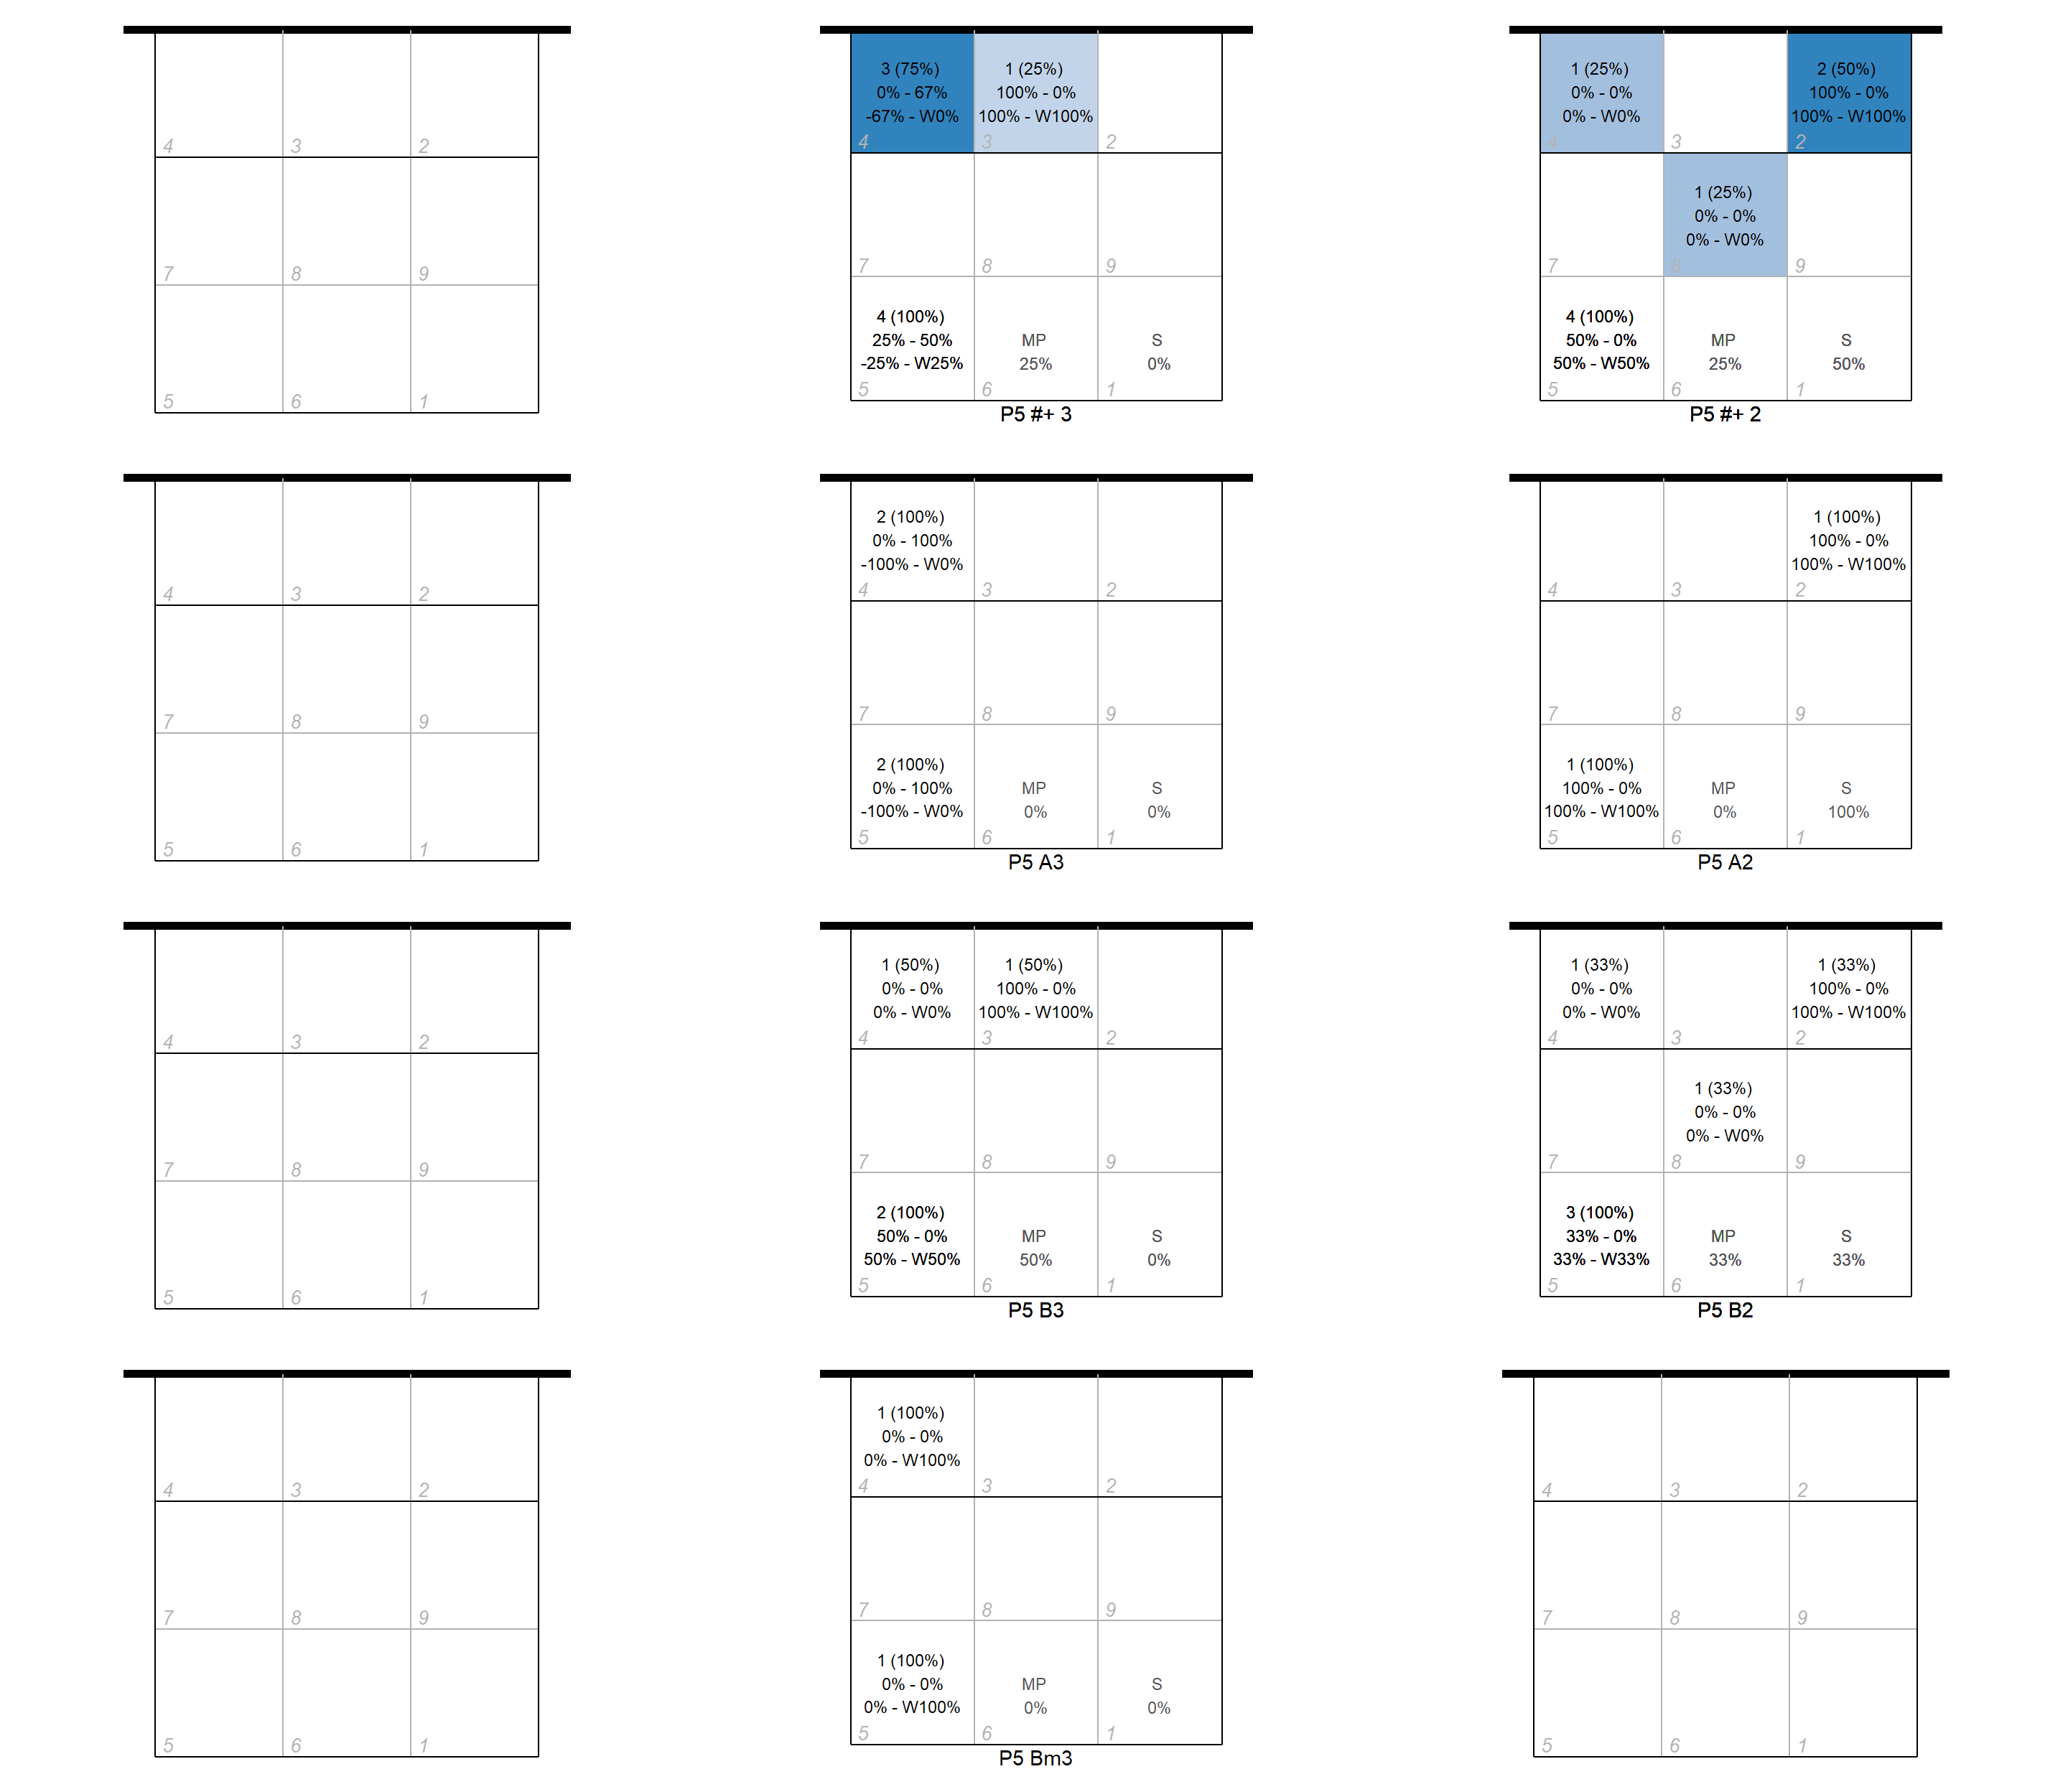 3 (75%) 1 (25%) 1 (25%) 2 (50%)
0% - 67% 100% - 0% 0% - 0% 100% - 0%
-67% - W0% 100% - W100% 0% - W0% 100% - W100%
4 3 2 4 3 2 4 3 2
1 (25%)
0% - 0%
0% - W0%
7 8 9 7 8 9 7 8 9
4 (100%) 4 (100%)
25% - 50% MP S 50% - 0% MP S
-25% - W25% 25% 0% 50% - W50% 25% 50%
5 6 1 5 6 1 5 6 1
P5 #+ 3 P5 #+ 2
2 (100%) 1 (100%)
0% - 100% 100% - 0%
-100% - W0% 100% - W100%
4 3 2 4 3 2 4 3 2
7 8 9 7 8 9 7 8 9
2 (100%) 1 (100%)
0% - 100% MP S 100% - 0% MP S
-100% - W0% 0% 0% 100% - W100% 0% 100%
5 6 1 5 6 1 5 6 1
P5 A3 P5 A2
1 (50%) 1 (50%) 1 (33%) 1 (33%)
0% - 0% 100% - 0% 0% - 0% 100% - 0%
0% - W0% 100% - W100% 0% - W0% 100% - W100%
4 3 2 4 3 2 4 3 2
1 (33%)
0% - 0%
0% - W0%
7 8 9 7 8 9 7 8 9
2 (100%) 3 (100%)
50% - 0% MP S 33% - 0% MP S
50% - W50% 50% 0% 33% - W33% 33% 33%
5 6 1 5 6 1 5 6 1
P5 B3 P5 B2
1 (100%)
0% - 0%
0% - W100%
4 3 2 4 3 2 4 3 2
7 8 9 7 8 9 7 8 9
1 (100%)
0% - 0% MP S
0% - W100% 0% 0%
5 6 1 5 6 1 5 6 1
P5 Bm3